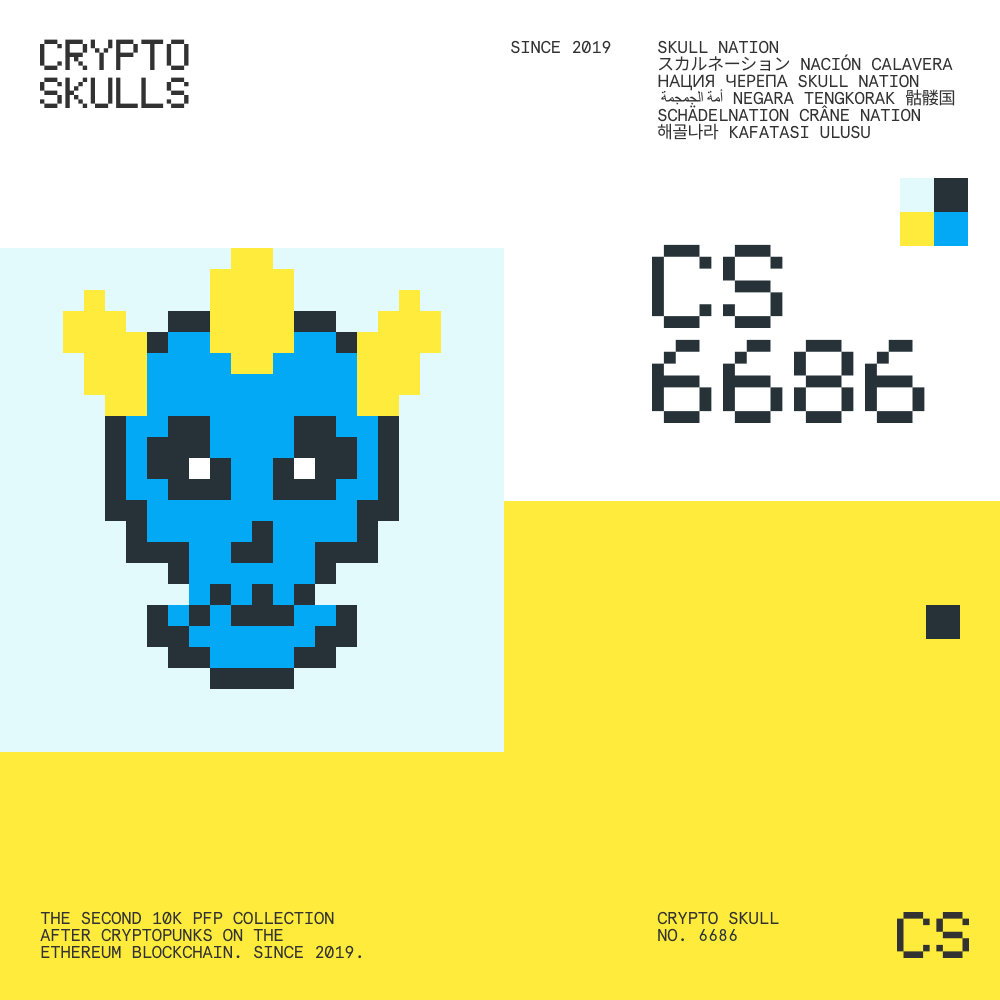 CRYPTO
SKULLS
SINCE 2019
SKULL NATION
スカルネーション NACIÓN CALAVERA
НАЦИЯ ЧЕРЕПА SKULL NATION
أمة الجمجمة NEGARA TENGKORAK 骷髅国
SCHÄDELNATION CRÂNE NATION
해골나라 KAFATASI ULUSU
CS
6686
THE SECOND 10K PFP COLLECTION
AFTER CRYPTOPUNKS ON THE
ETHEREUM BLOCKCHAIN. SINCE 2019.
CRYPTO SKULL
NO. 6686
CS